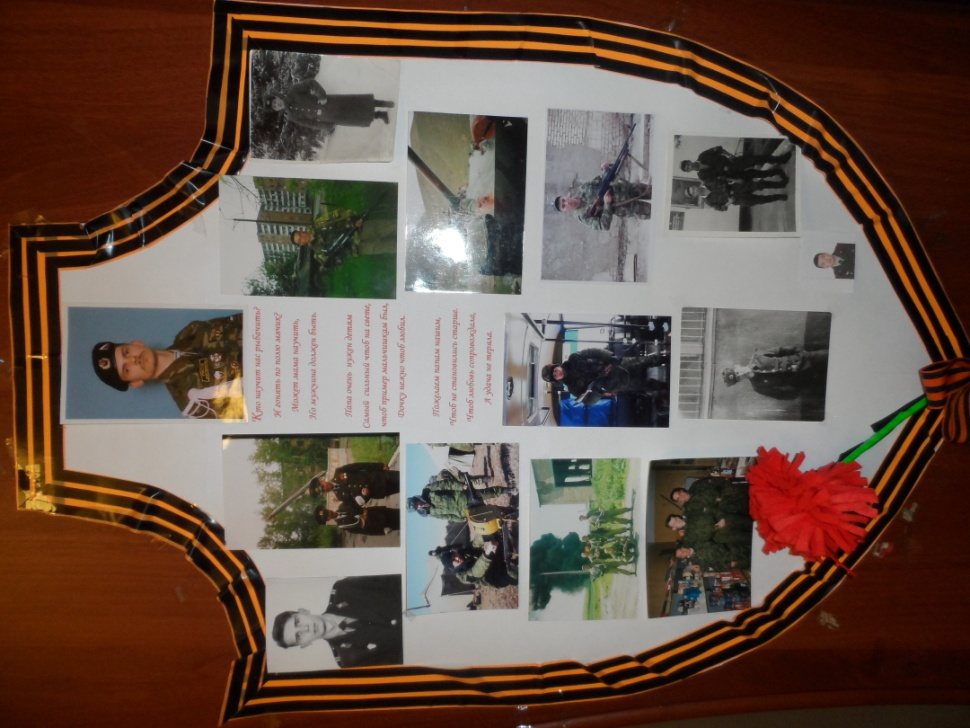 Кто научит нас рыбачить?
И гонять по полю мячик?
Может мама научить,
Но мужчина должен быть.
Папа очень нужен детям
Самый сильный чтоб на свете,
чтоб пример мальчишкам был,
Дочку нежно чтоб любил.
Пожелаем папам нашим,
Чтоб не становились старше.
Чтоб любовь сопровождала,
А удача не теряла.